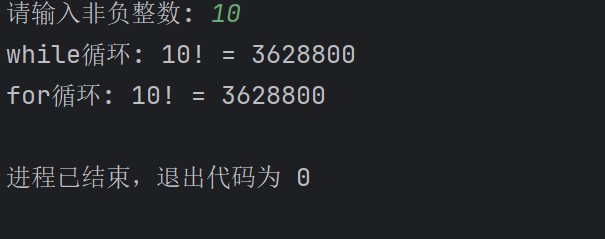 请输入非负整数: 10
while循环: 10! = 3628800
for循环: 10! = 3628800
进程已结束，退出代码为 0